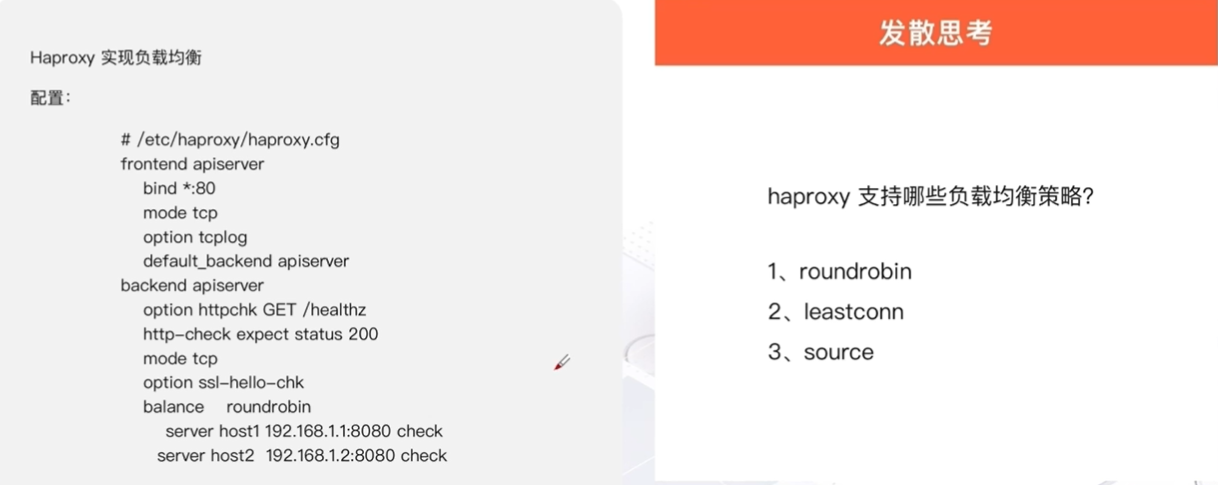 Haproxy 实现负载均衡
配置：
# /etc/haproxy/haproxy.cfg
frontend apiserver
bind *:80
mode tcp
option tcplog
default_backend apiserver
backend apiserver
option httpchk GET /healthz
http-check expect status 200
mode tcp
option ssl-hello-chk
balance roundrobin
server host1 192.168.1.1:8080 check
server host2 192.168.1.2:8080 check
发散思考
haproxy 支持哪些负载均衡策略？
1、roundrobin
2、leastconn
3、source